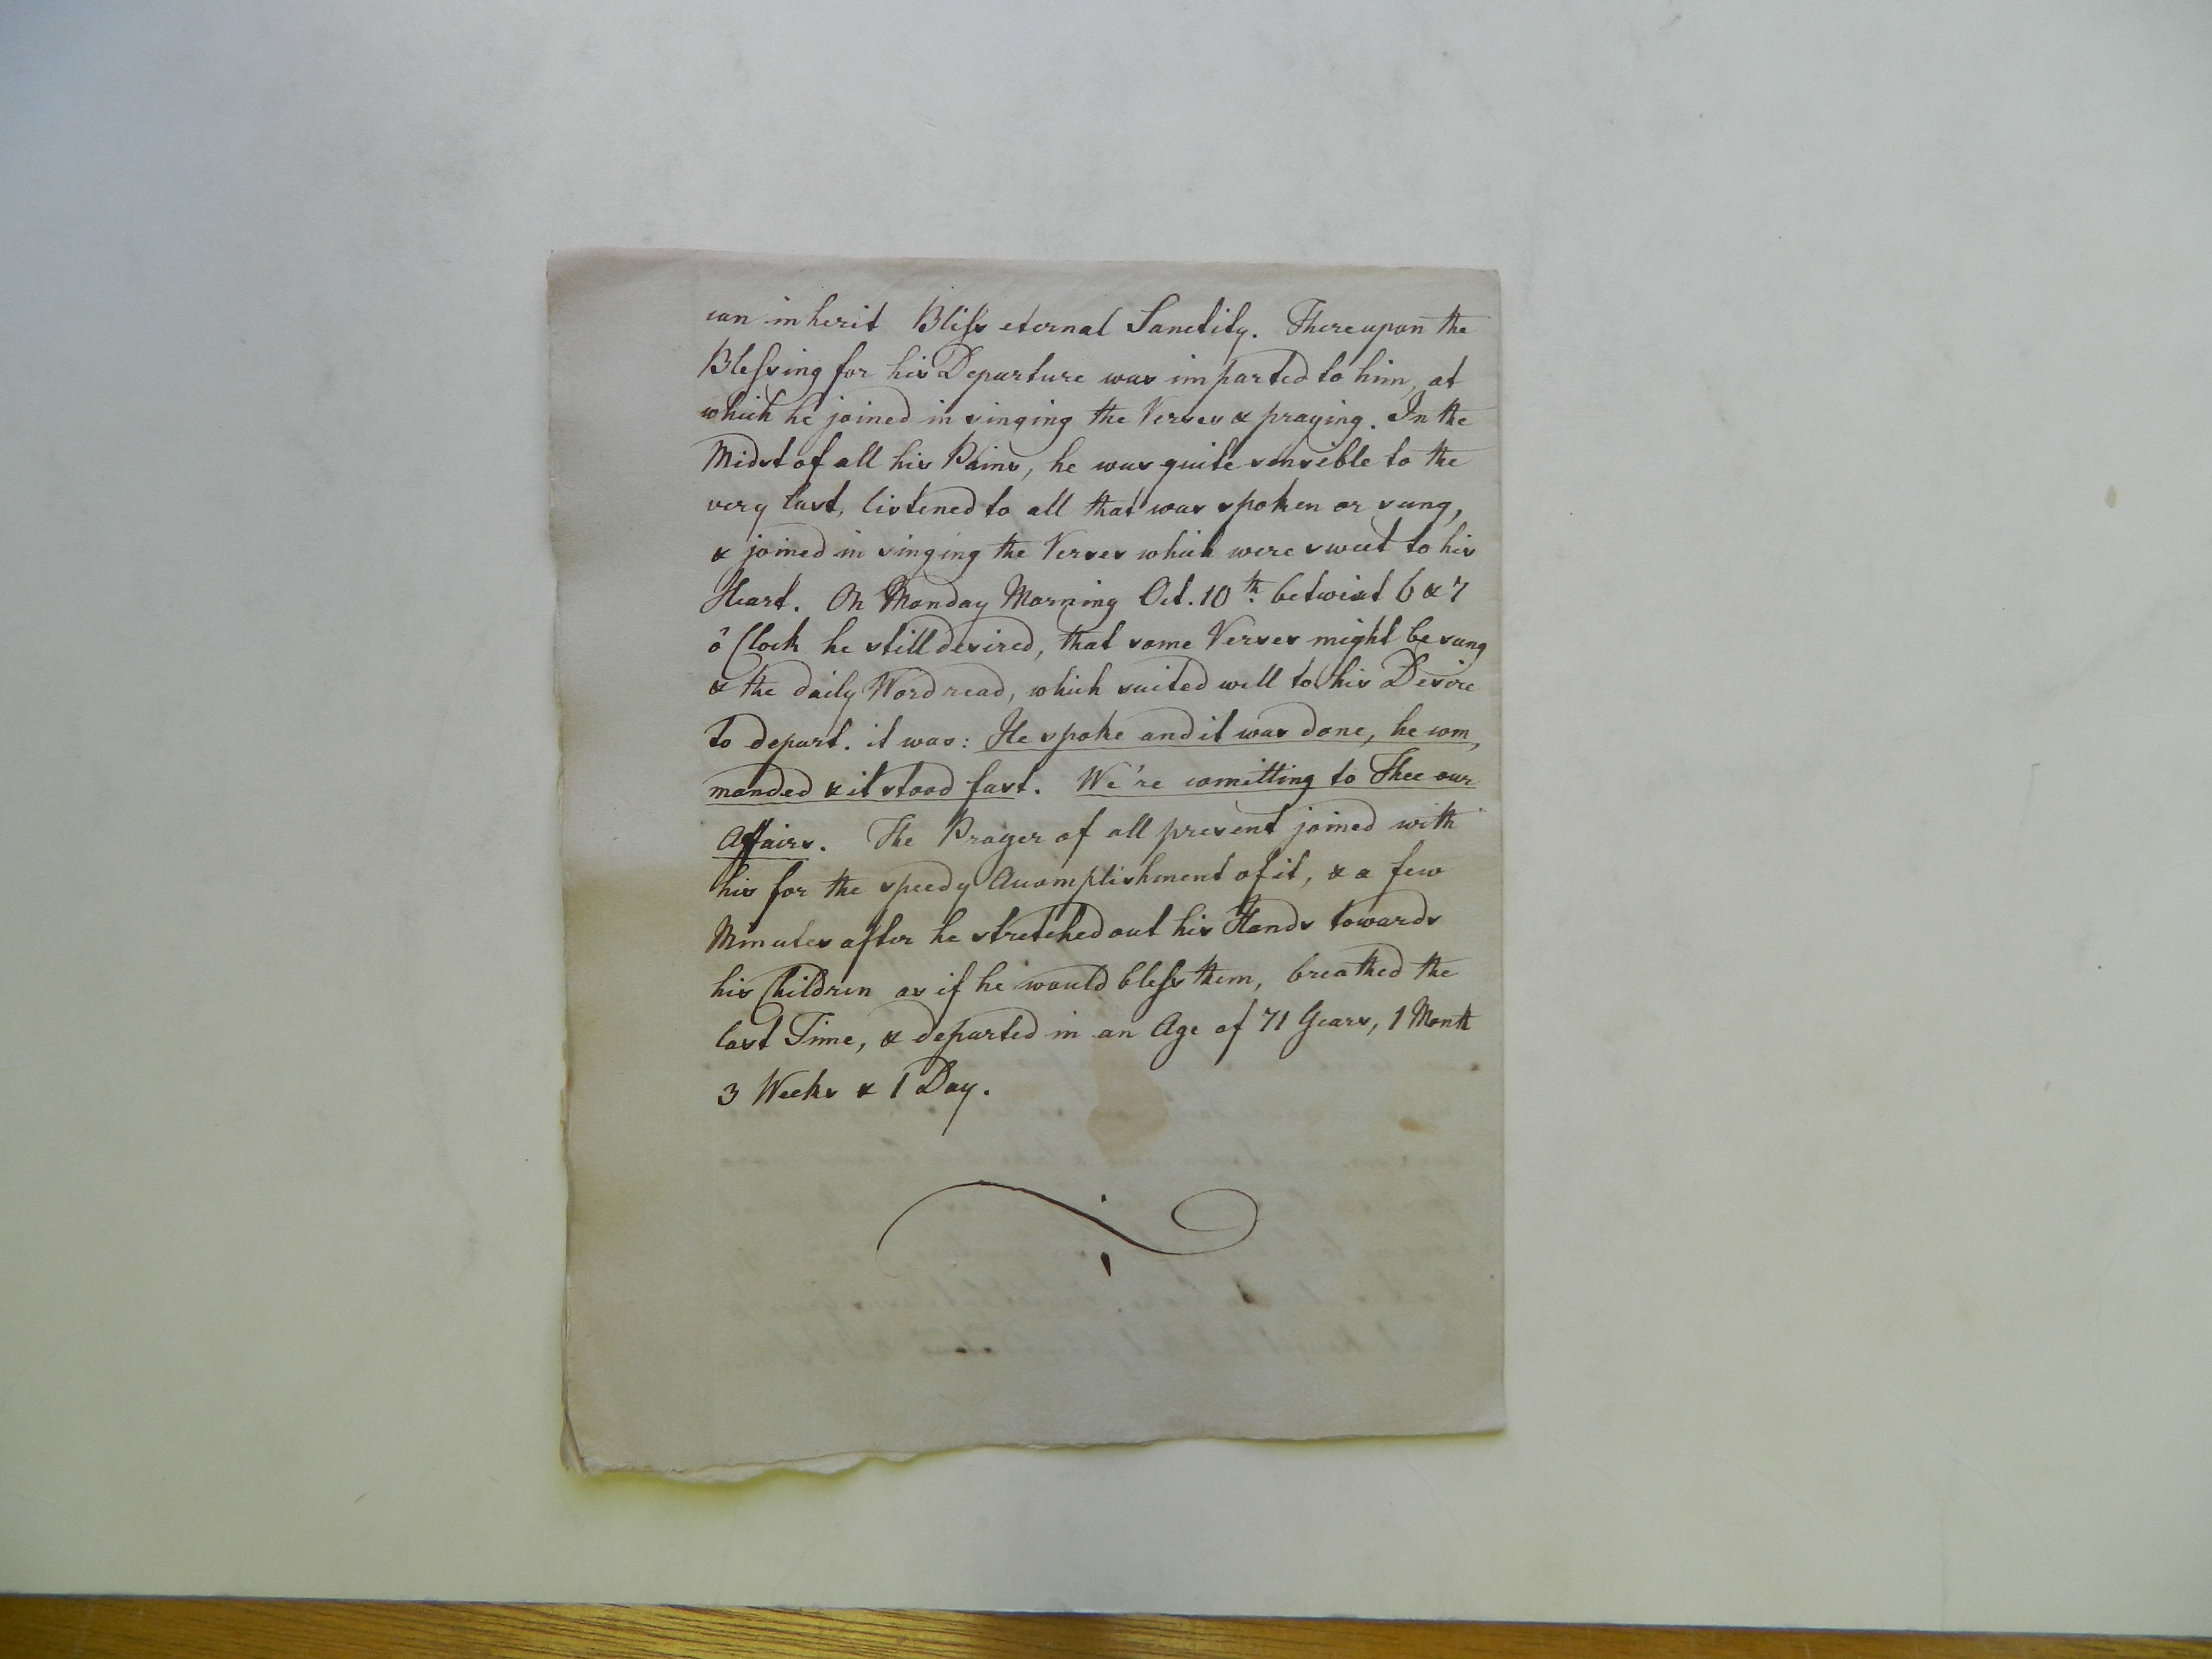 can inherit Bliss eternal Sanctity. Thereupon the
Blessing for his Departure was imparted to him, at
which he joined in singing the Verses & praying. In the
Midst of all his Pains, he was quite sensible to the
very last, listened to all that was spoken or sung,
& joined in singing the Verses which were sweet to his
Heart. On Monday Morning Oct. 10th. betwixt 6 & 7
ô Clock he still desired, that some Verses might be sung
& the daily Word read, which suited well to his Desire
to depart. it was: He spoke and it was done, he com,
manded & it stood fast. We're comitting to Thee our
Affairs. The Prayer of all present joined with
his for the speedy Accomplishment of it, & a few
Minutes after he stretched out his Hands towards
his Children as if he would bless them, breathed the
last Time, & departed in an Age of 71 Years, 1 Month
3 Weeks & 1 Day.